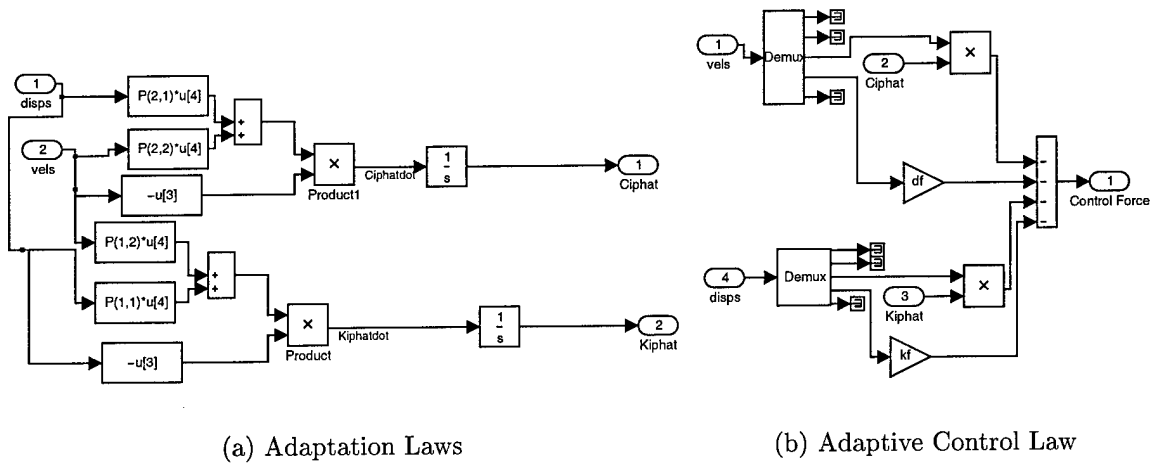 1
disps
P(2,1)*u[4]
+
+
2
vels
P(2,2)*u[4]
×
Product1
Ciphatdot
1
s
1
Ciphat
-u[3]
P(1,2)*u[4]
+
+
P(1,1)*u[4]
×
Product
Kiphatdot
1
s
2
Kiphat
-u[3]
(a) Adaptation Laws
1
vels
Demux
2
Ciphat
×
df
-
-
-
-
1
Control Force
4
disps
Demux
3
Kiphat
×
kf
(b) Adaptive Control Law